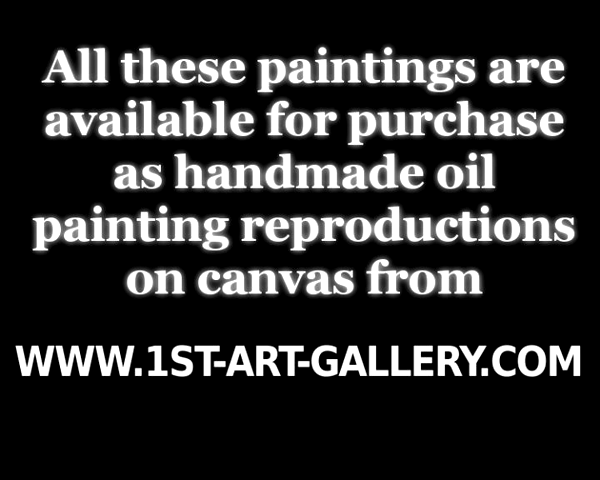 All these paintings are
available for purchase
as handmade oil
painting reproductions
on canvas from
WWW.1ST-ART-GALLERY.COM